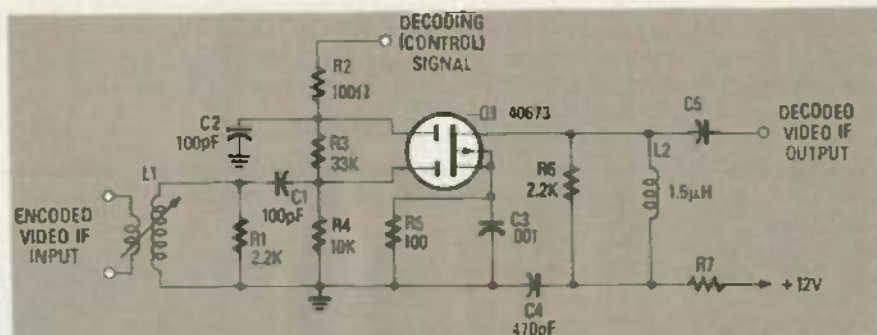 DECODING
(CONTROL)
SIGNAL
R2
100Ω
C2
100pF
R3
33K
Q1 40673
C5
DECODED
VIDEO IF
OUTPUT
L1
C1
100pF
R6
2.2K
L2
1.5μH
ENCODED
VIDEO IF
INPUT
R1
2.2K
R4
10K
R5
100
C3
.001
R7
+12V
C4
470pF